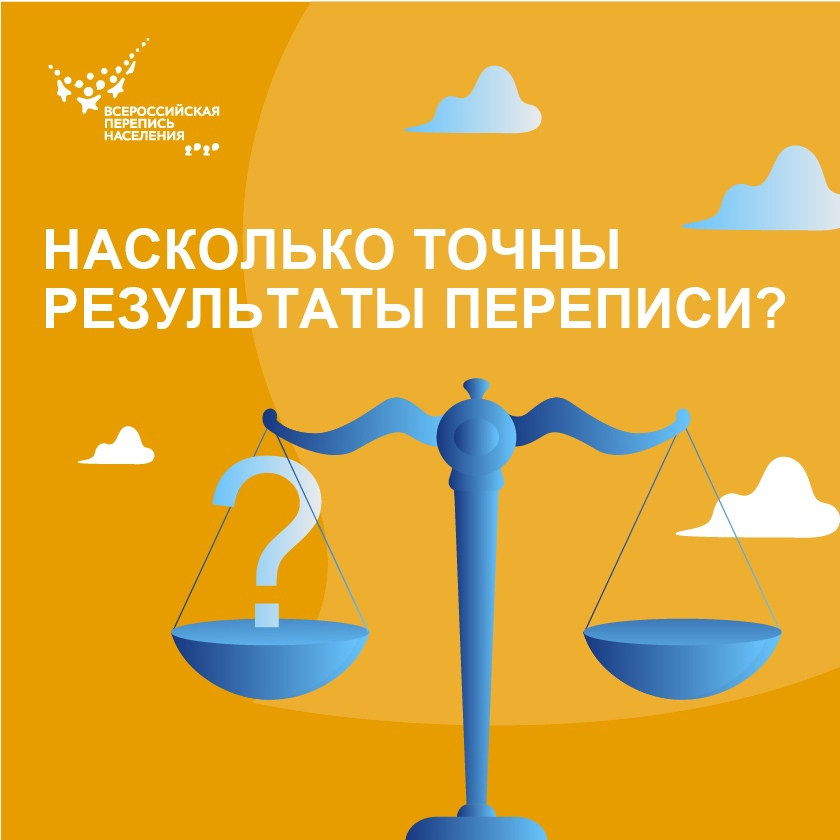 ВСЕРОССИЙСКАЯ
ПЕРЕПИСЬ
НАСЕЛЕНИЯ
2020
НАСКОЛЬКО ТОЧНЫ
РЕЗУЛЬТАТЫ ПЕРЕПИСИ?
?